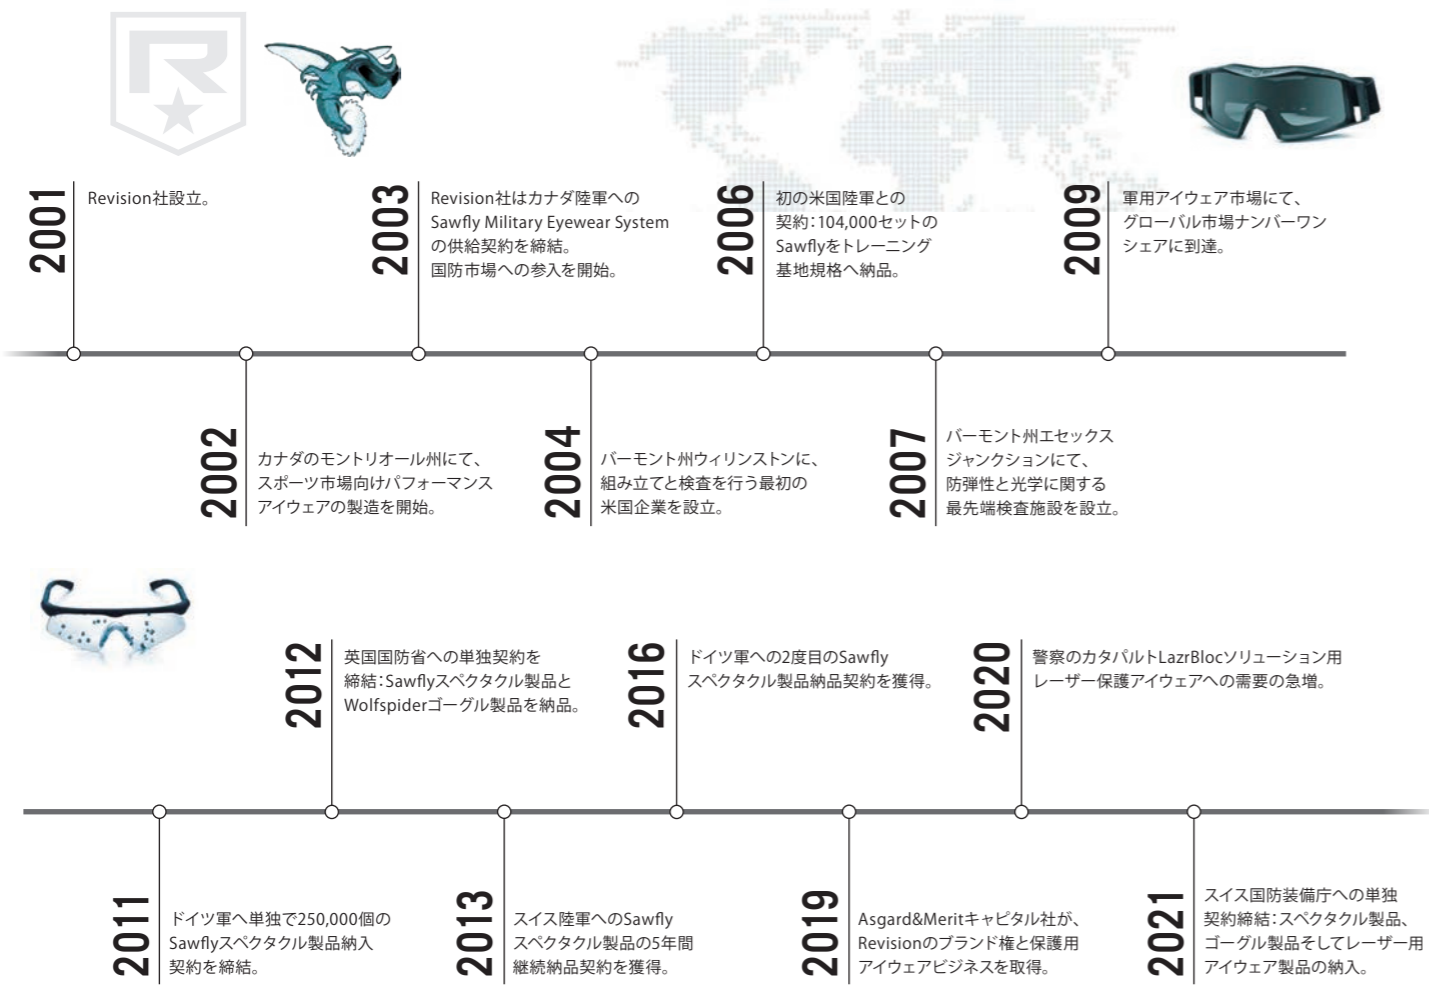 2001
Revision社設立。
2002
カナダのモントリオール州にて、
スポーツ市場向けパフォーマンス
アイウェアの製造を開始。
2003
Revision社はカナダ陸軍への
Sawfly Military Eyewear System
の供給契約を締結。
国防市場への参入を開始。
2004
バーモント州ウィリンストンに、
組み立てと検査を行う最初の
米国企業を設立。
2006
初の米国陸軍との
契約：104,000セットの
Sawflyをトレーニング
基地規格へ納品。
2007
バーモント州エセックス
ジャンクションにて、
防弾性と光学に関する
最先端検査施設を設立。
2009
軍用アイウェア市場にて、
グローバル市場ナンバーワン
シェアに到達。
2011
ドイツ軍へ単独で250,000個の
Sawflyスペクタクル製品納入
契約を締結。
2012
英国国防省への単独契約を
締結：Sawflyスペクタクル製品と
Wolfspiderゴーグル製品を納品。
2013
スイス陸軍へのSawfly
スペクタクル製品の5年間
継続納品契約を獲得。
2016
ドイツ軍への2度目のSawfly
スペクタクル製品納品契約を獲得。
2019
Asgard&Meritキャピタル社が、
Revisionのブランド権と保護用
アイウェアビジネスを取得。
2020
警察のカタパルトLazrBlocソリューション用
レーザー保護アイウェアへの需要の急増。
2021
スイス国防装備庁への単独
契約締結：スペクタクル製品、
ゴーグル製品そしてレーザー用
アイウェア製品の納入。